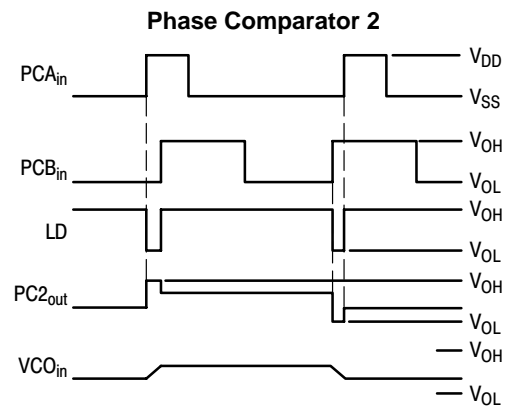 Phase Comparator 2
PCAin
VDD
VSS
PCBin
VOH
VOL
LD
VOH
VOL
PC2out
VOH
VOL
VCOin
VOH
VOL